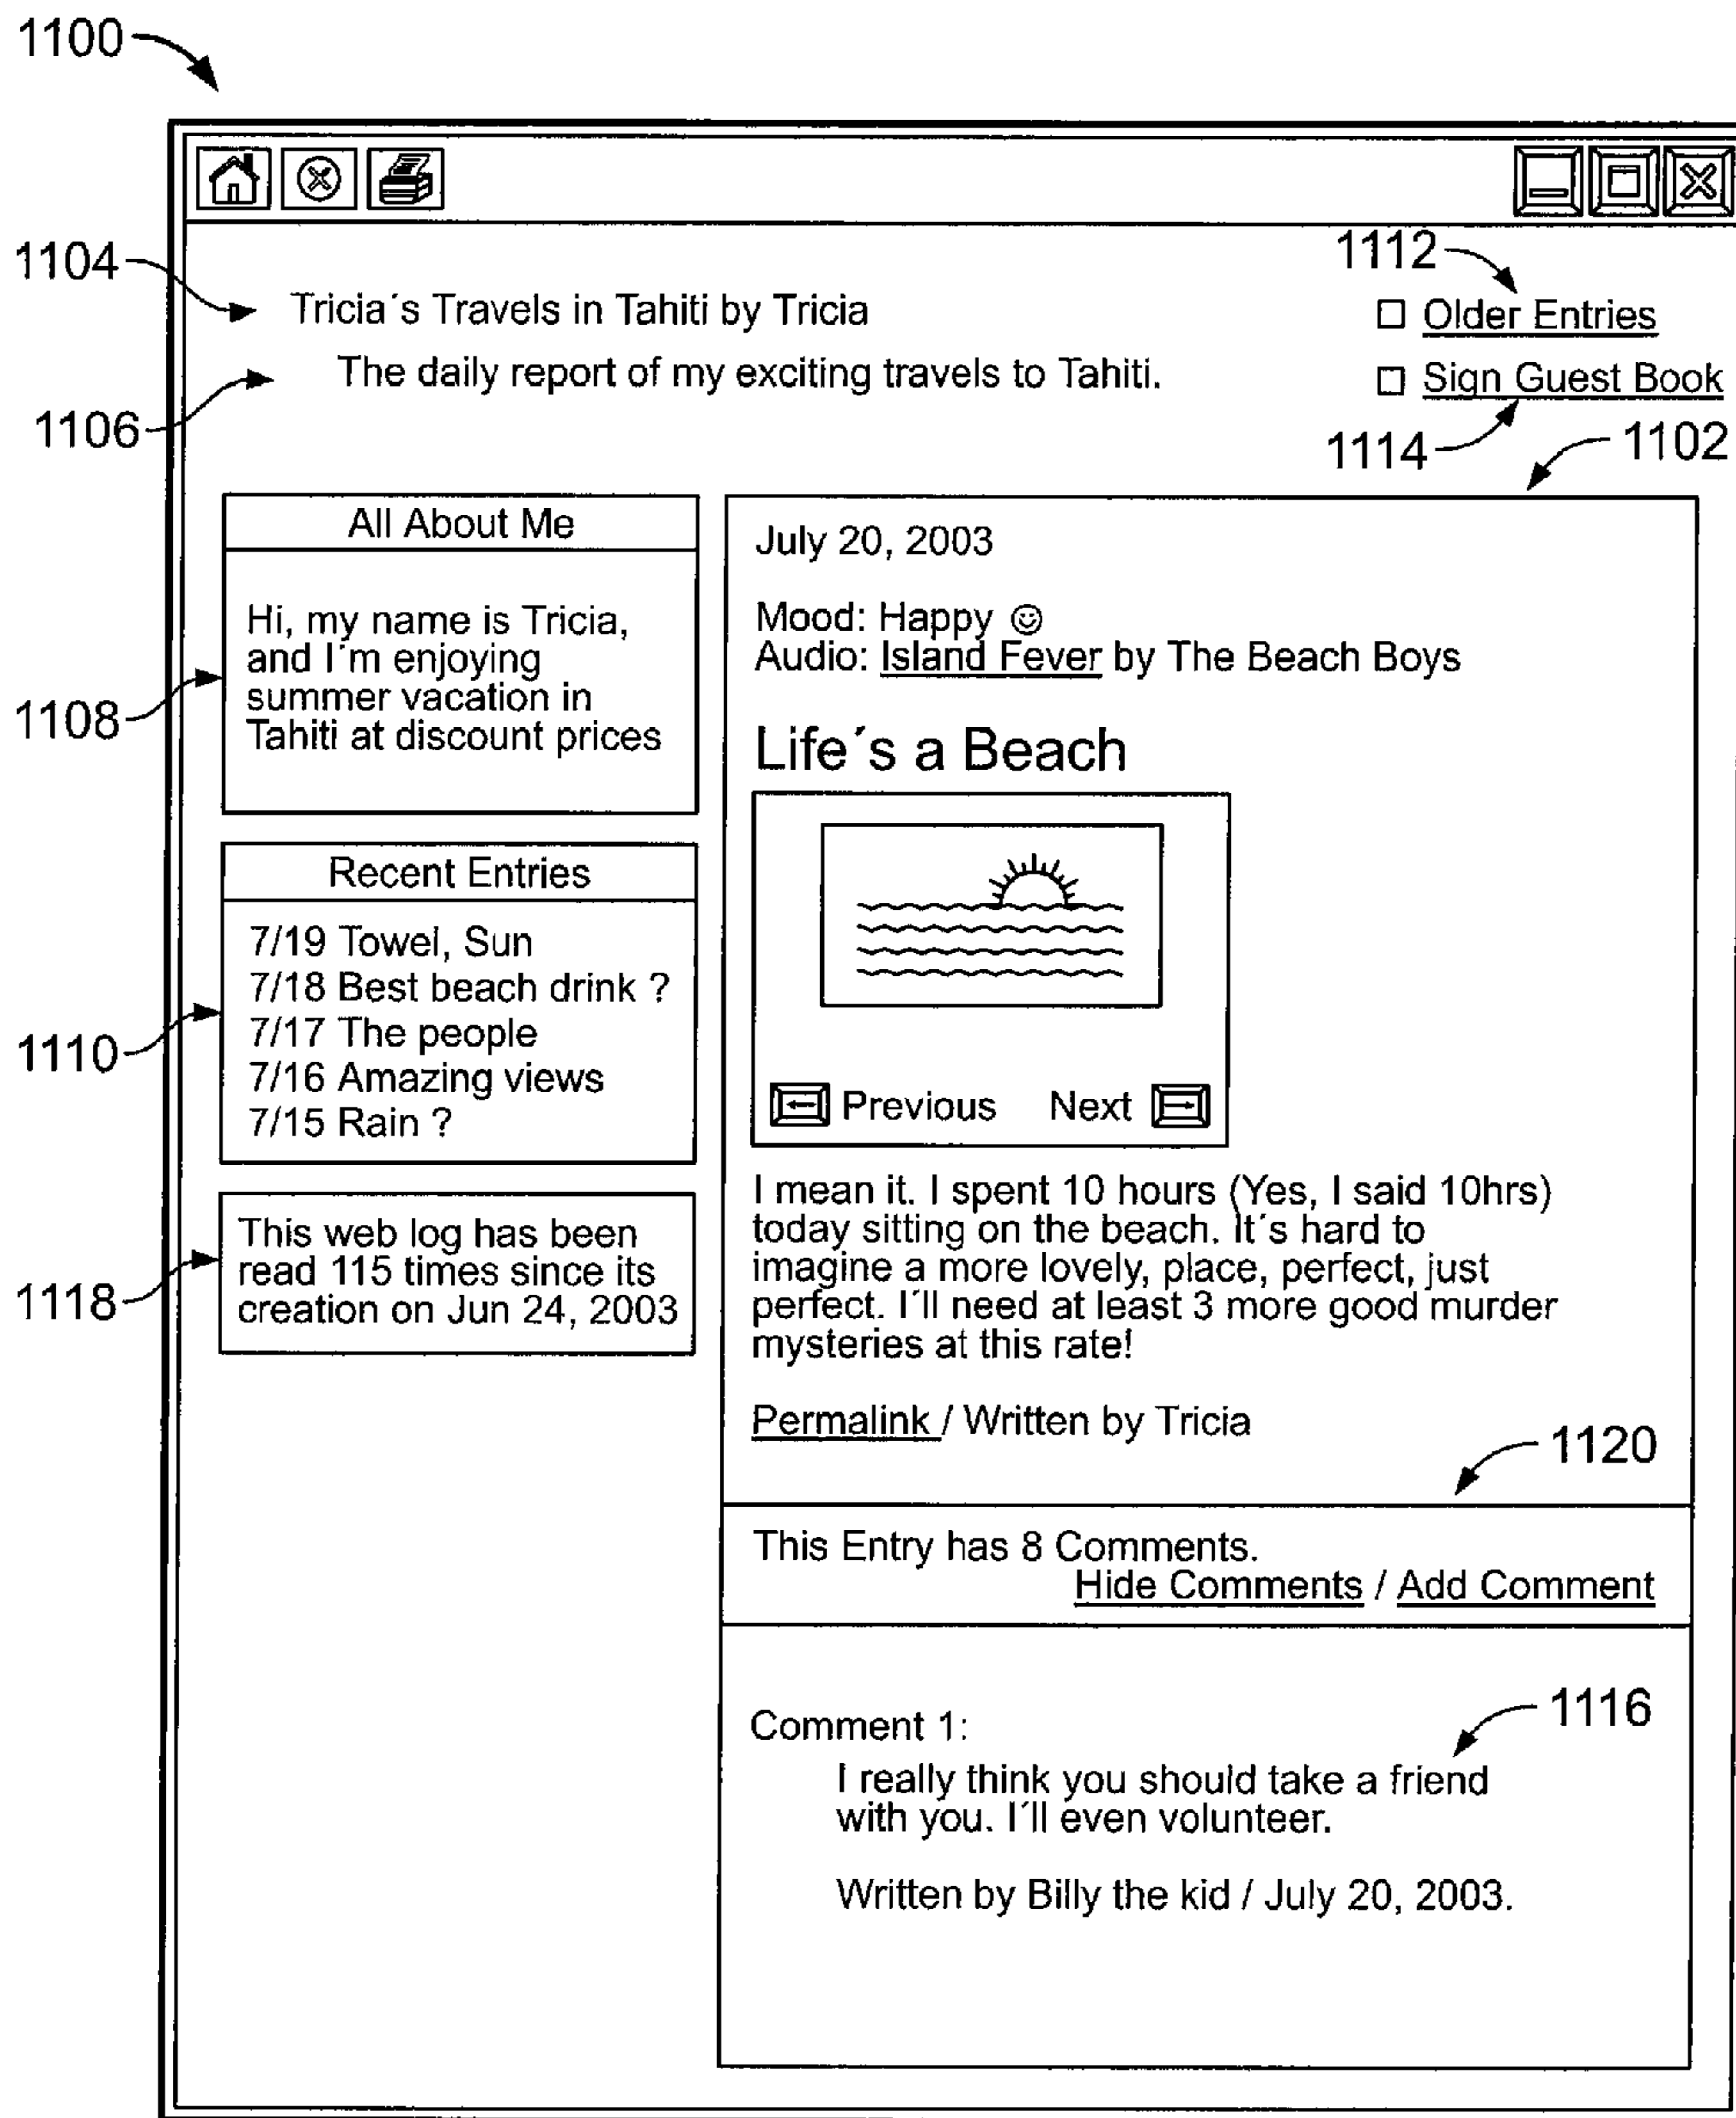 1100
1104
Tricia´s Travels in Tahiti by Tricia
1106
The daily report of my exciting travels to Tahiti.
1112
Older Entries
Sign Guest Book
1114
1102
All About Me
1108
Hi, my name is Tricia,
and I´m enjoying
summer vacation in
Tahiti at discount prices
Recent Entries
1110
7/19 Towel, Sun
7/18 Best beach drink ?
7/17 The people
7/16 Amazing views
7/15 Rain ?
1118
This web log has been
read 115 times since its
creation on Jun 24, 2003
July 20, 2003
Mood: Happy ☺
Audio: Island Fever by The Beach Boys
Life´s a Beach
Previous Next
I mean it. I spent 10 hours (Yes, I said 10hrs)
today sitting on the beach. It´s hard to
imagine a more lovely, place, perfect, just
perfect. I´ll need at least 3 more good murder
mysteries at this rate!
Permalink / Written by Tricia
1120
This Entry has 8 Comments.
Hide Comments / Add Comment
1116
Comment 1:
I really think you should take a friend
with you. I´ll even volunteer.
Written by Billy the kid / July 20, 2003.